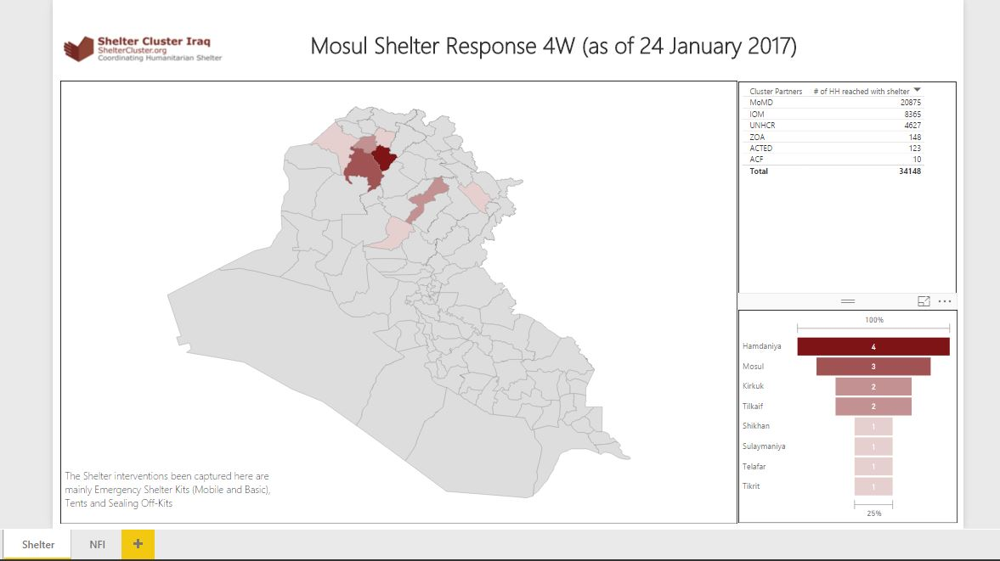 Shelter Cluster Iraq
ShelterCluster.org
Coordinating Humanitarian Shelter
Mosul Shelter Response 4W (as of 24 January 2017)
Cluster Partners # of HH reached with shelter
MoMD 20875
IOM 8365
UNHCR 4627
ZOA 148
ACTED 123
ACF 10
Total 34148
100%
Hamdaniya 4
Mosul 3
Kirkuk 2
Tilkaif 2
Shikhan 1
Sulaymaniya 1
Telafar 1
Tikrit 1
25%
The Shelter interventions been captured here are
mainly Emergency Shelter Kits (Mobile and Basic),
Tents and Sealing Off-Kits
Shelter NFI +